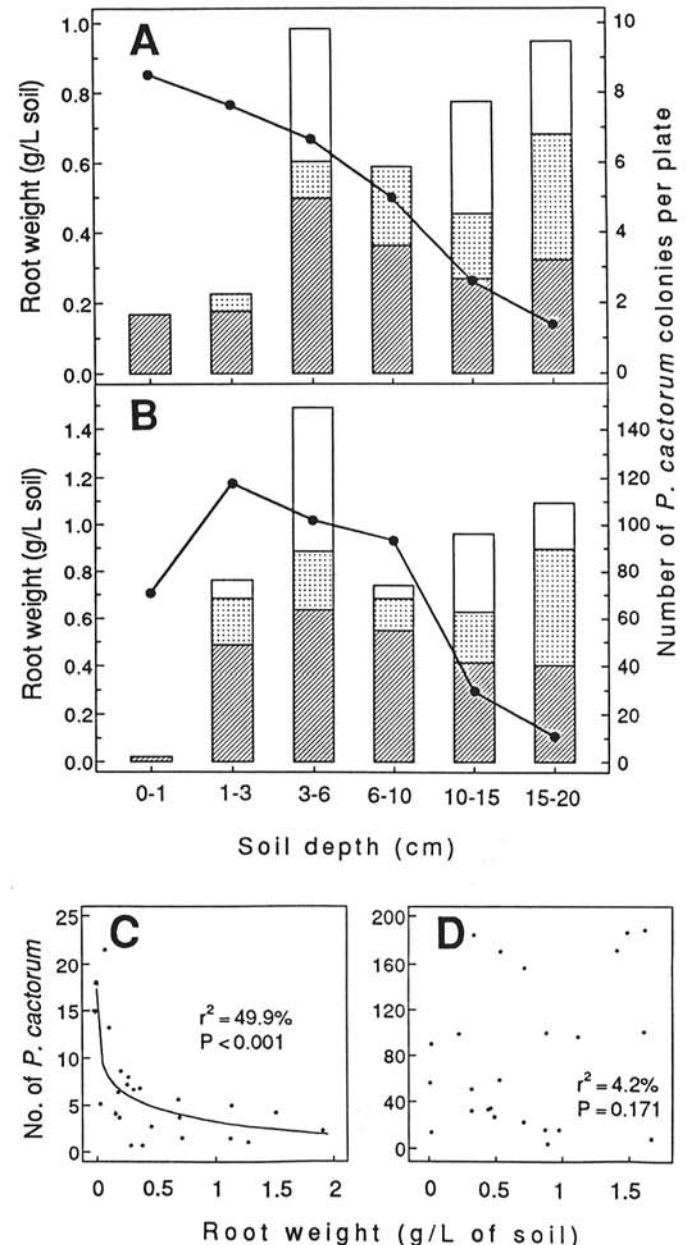 A
Root weight (g/L soil)
1.0
0.8
0.6
0.4
0.2
0.0
10
8
6
4
2
0
Number of P. cactorum colonies per plate
B
Root weight (g/L soil)
1.4
1.2
1.0
0.8
0.6
0.4
0.2
0.0
140
120
100
80
60
40
20
0
0-1 1-3 3-6 6-10 10-15 15-20
Soil depth (cm)
C
No. of P. cactorum
25
20
15
10
5
0
r² = 49.9%
P < 0.001
0 0.5 1 1.5 2
D
200
160
120
80
40
0
r² = 4.2%
P = 0.171
0 0.5 1 1.5
Root weight (g/L of soil)